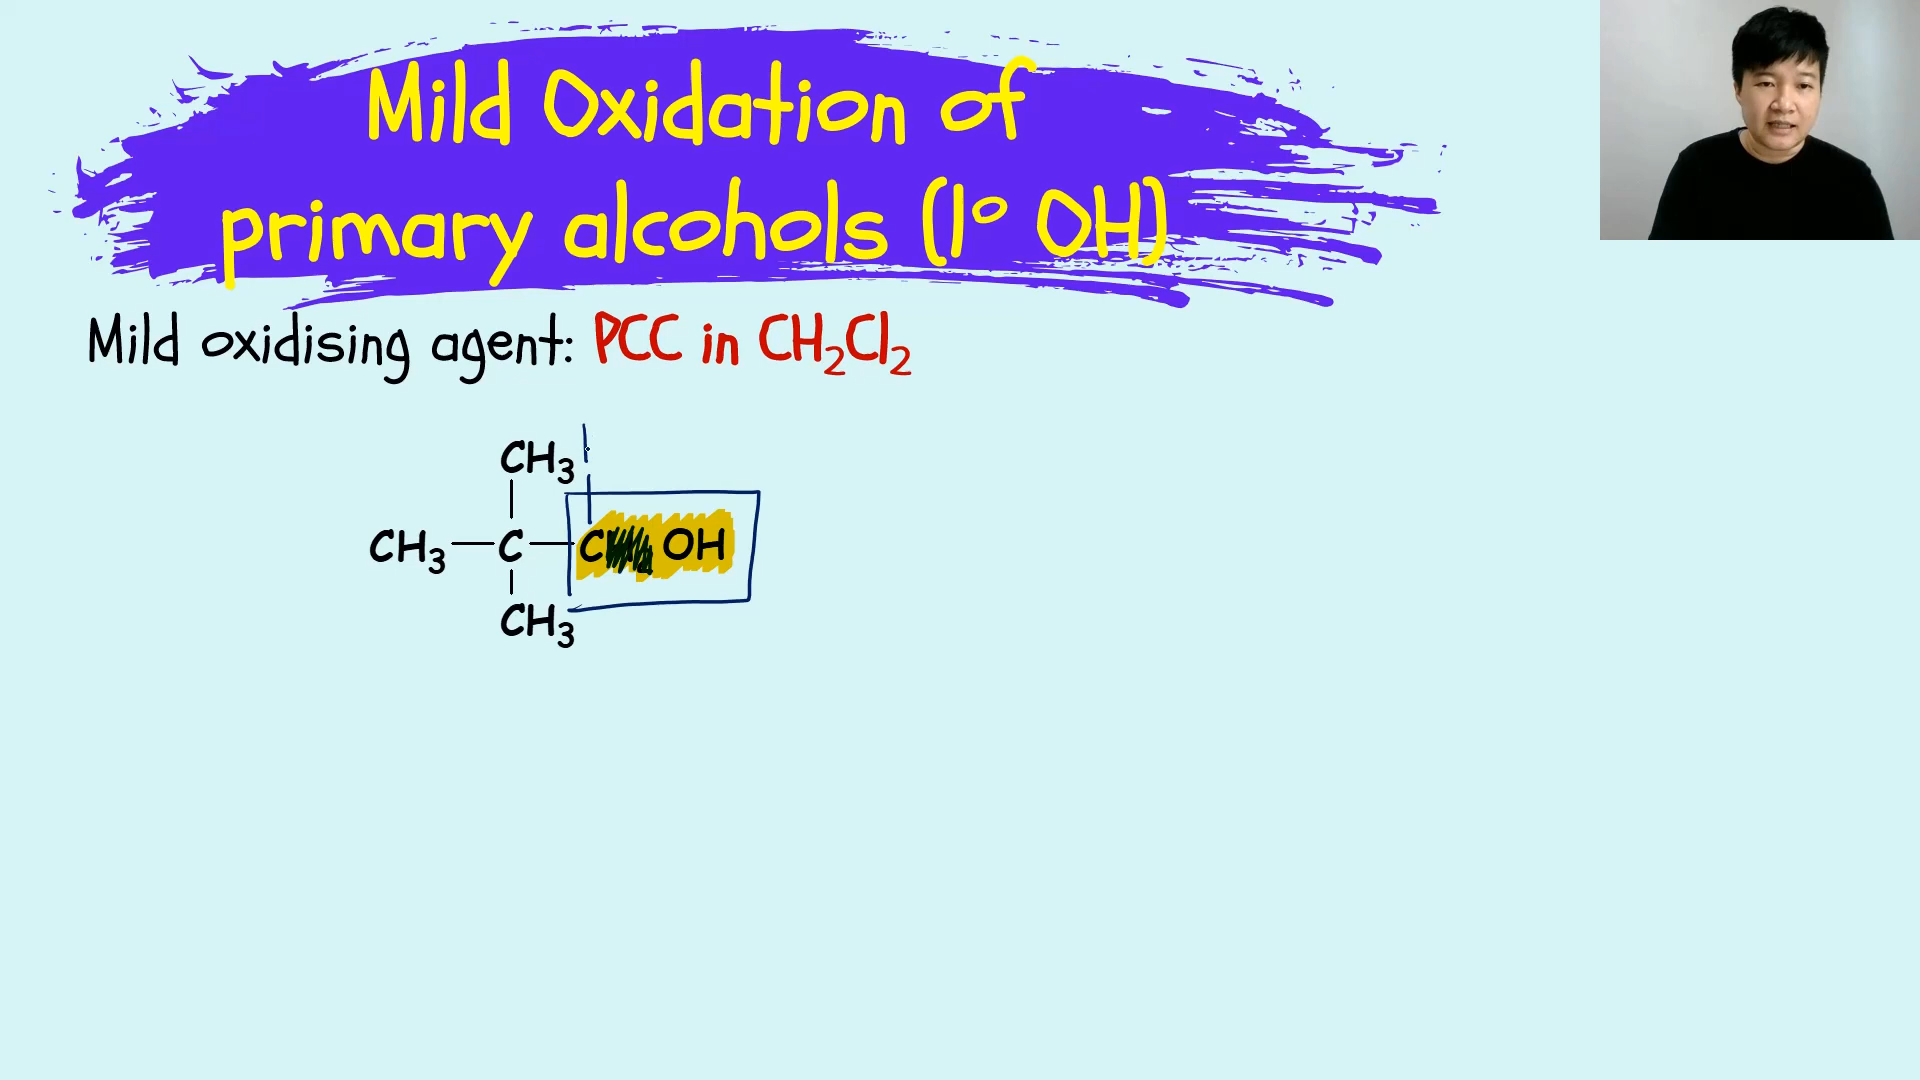 Mild Oxidation of
primary alcohols (1° OH)
Mild oxidising agent: PCC in CH₂Cl₂
CH₃
CH₃—C—C OH
CH₃